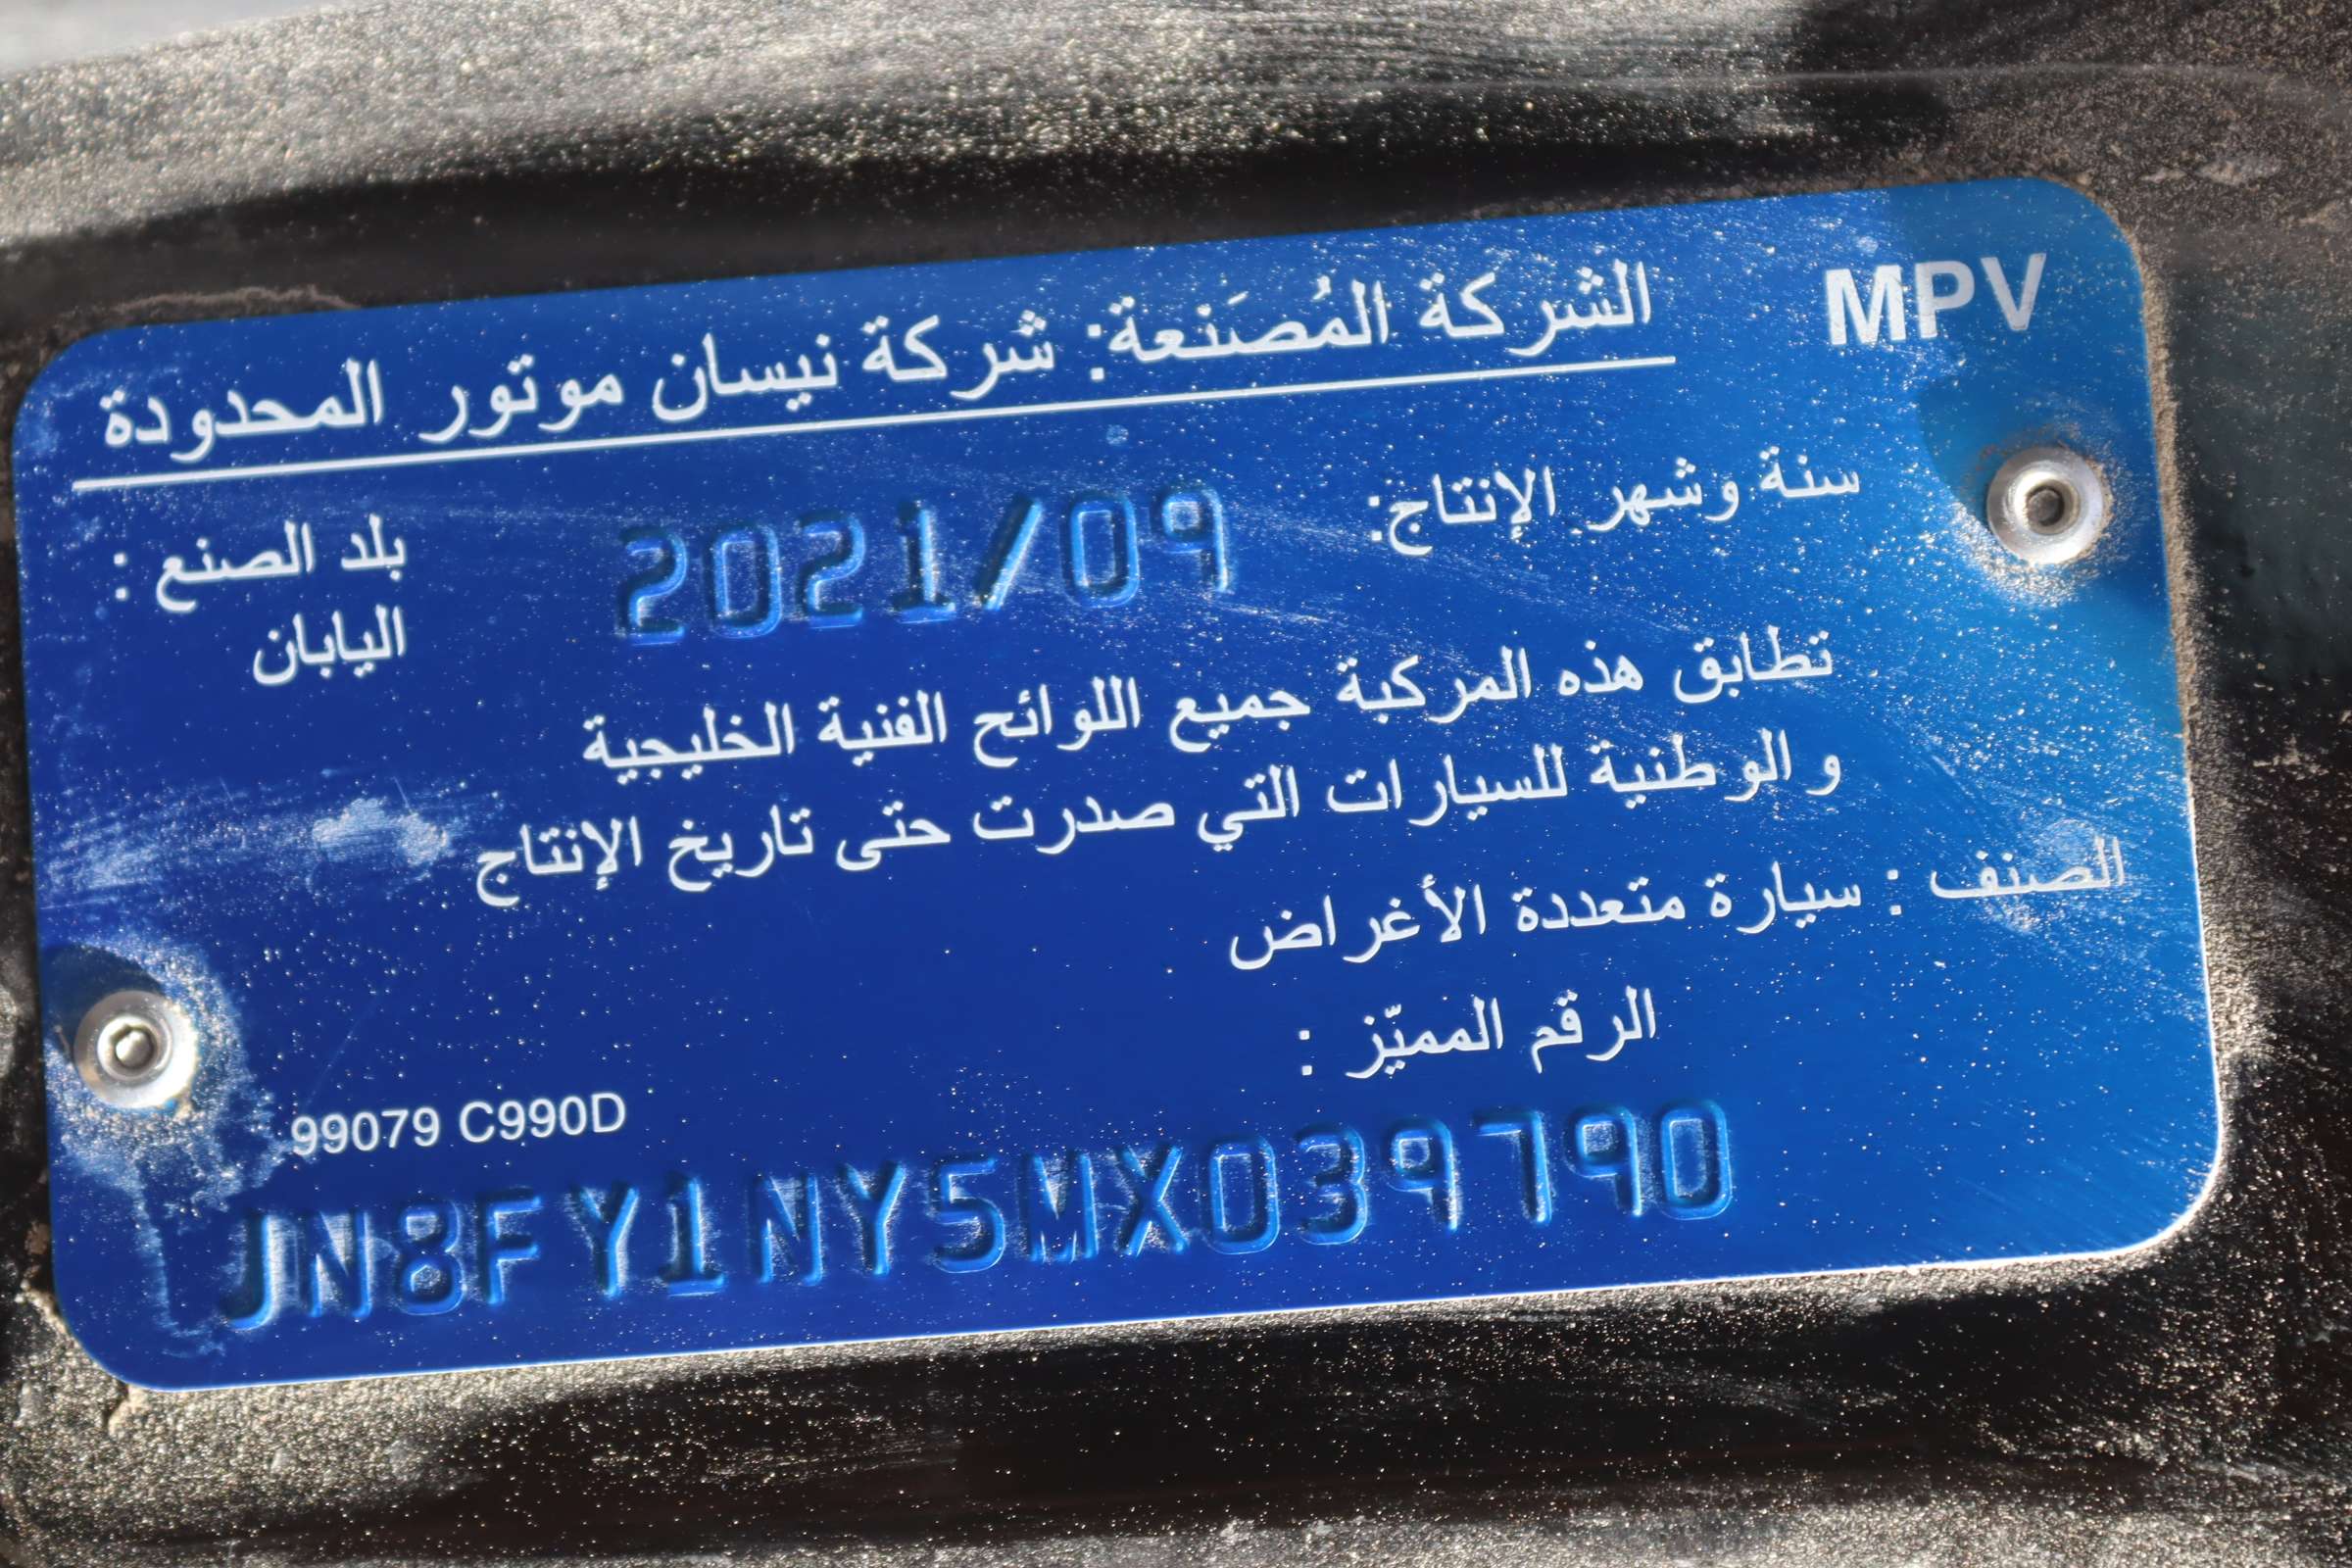 MPV
الشركة المُصَنعة: شركة نيسان موتور المحدودة
سنة وشهر الإنتاج: 2021/09
بلد الصنع :
اليابان
تطابق هذه المركبة جميع اللوائح الفنية الخليجية
والوطنية للسيارات التي صدرت حتى تاريخ الإنتاج
الصنف : سيارة متعددة الأغراض
الرقم المميّز :
99079 C990D
JN8FY1NY5MX039790